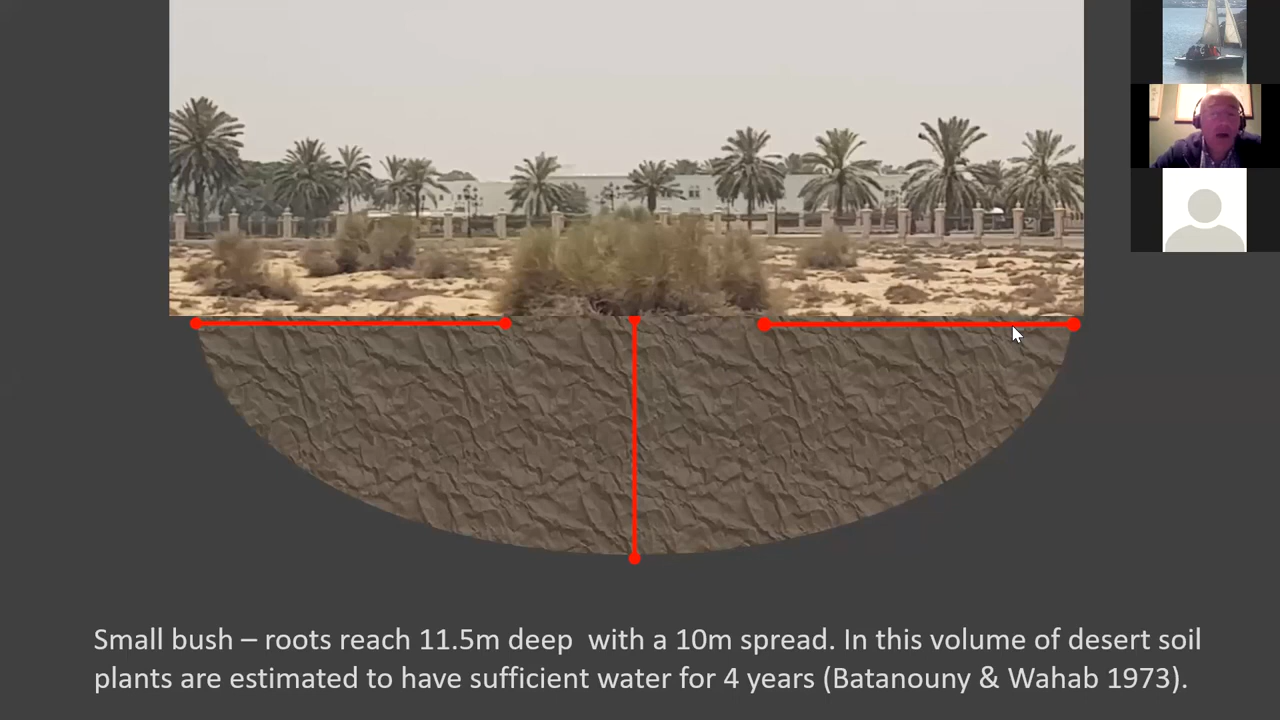 Small bush – roots reach 11.5m deep  with a 10m spread. In this volume of desert soil
plants are estimated to have sufficient water for 4 years (Batanouny & Wahab 1973).